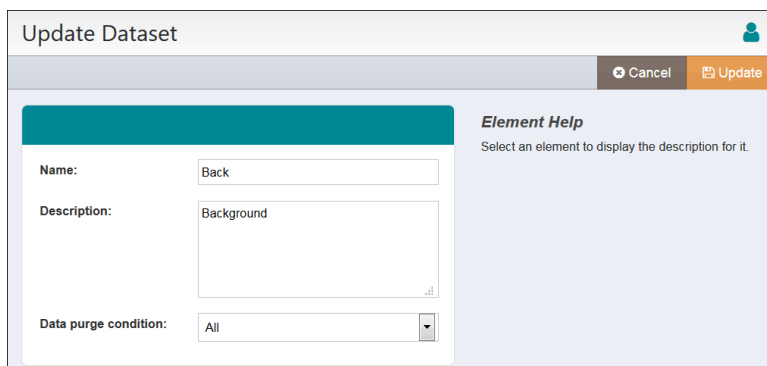 Update Dataset
Cancel
Update
Element Help
Select an element to display the description for it.
Name:
Back
Description:
Background
Data purge condition:
All